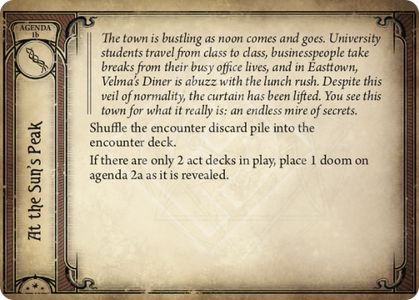 AGENDA
1b
At the Sun's Peak
The town is bustling as noon comes and goes. University
students travel from class to class, businesspeople take
breaks from their busy office lives, and in Easttown,
Velma's Diner is abuzz with the lunch rush. Despite this
veil of normality, the curtain has been lifted. You see this
town for what it really is: an endless mire of secrets.
Shuffle the encounter discard pile into the
encounter deck.
If there are only 2 act decks in play, place 1 doom on
agenda 2a as it is revealed.